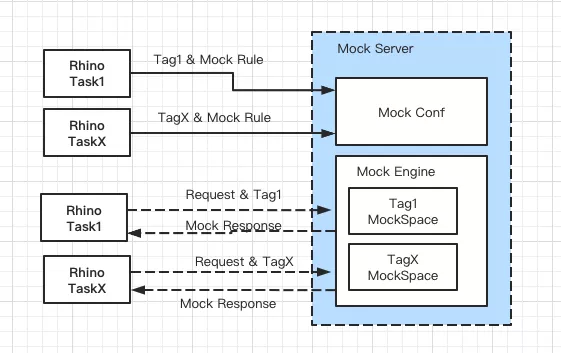 Mock Server
Tag1 & Mock Rule
Rhino
Task1
Mock Conf
TagX & Mock Rule
Rhino
TaskX
Mock Engine
Request & Tag1
Tag1
MockSpace
Rhino
Task1
Mock Response
Request & TagX
TagX
MockSpace
Rhino
TaskX
Mock Response